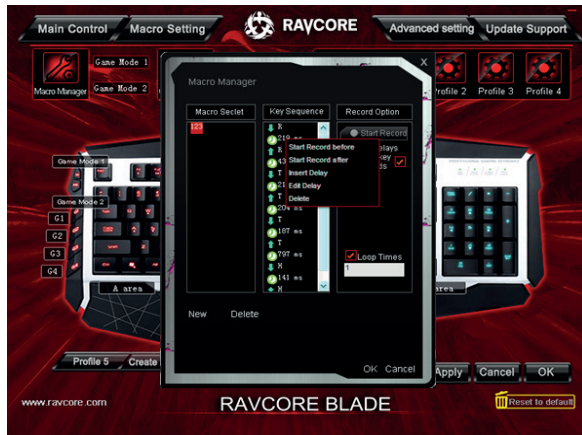 Main Control
Macro Setting
RAVCORE
Advanced setting
Update Support
Game Mode 1
Game Mode 2
Macro Manager
Profile 2
Profile 3
Profile 4
Macro Manager
X
Macro Seclet
Key Sequence
Record Option
123
R
219 ms
R
T
T
204 ms
T
187 ms
T
797 ms
M
141 ms
M
Start Record
Start Record before
Start Record after
Insert Delay
Edit Delay
Delete
Loop Times
1
New
Delete
OK
Cancel
Game Mode 1
Game Mode 2
G1
G2
G3
G4
A area
area
Profile 5
Create
Apply
Cancel
OK
www.ravcore.com
RAVCORE BLADE
Reset to default